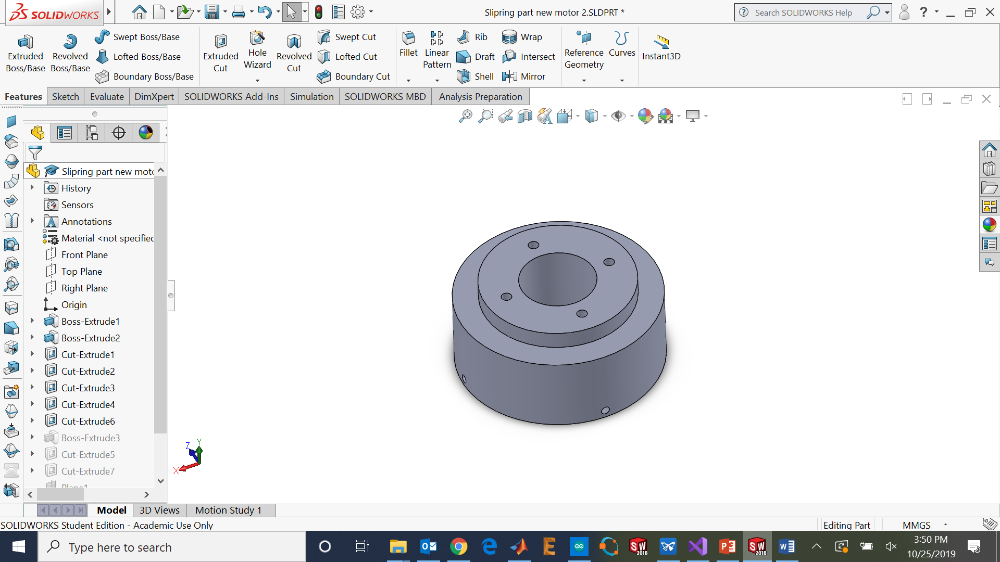 SOLIDWORKS
Slipring part new motor 2.SLDPRT *
Search SOLIDWORKS Help
?
Extruded Boss/Base
Revolved Boss/Base
Swept Boss/Base
Lofted Boss/Base
Boundary Boss/Base
Extruded Cut
Hole Wizard
Revolved Cut
Swept Cut
Lofted Cut
Boundary Cut
Fillet
Linear Pattern
Rib
Draft
Shell
Wrap
Intersect
Mirror
Reference Geometry
Curves
Instant3D
Features
Sketch
Evaluate
DimXpert
SOLIDWORKS Add-Ins
Simulation
SOLIDWORKS MBD
Analysis Preparation
Slipring part new moto
History
Sensors
Annotations
Material <not specified
Front Plane
Top Plane
Right Plane
Origin
Boss-Extrude1
Boss-Extrude2
Cut-Extrude1
Cut-Extrude2
Cut-Extrude3
Cut-Extrude4
Cut-Extrude6
Boss-Extrude3
Cut-Extrude5
Cut-Extrude7
Plane1
Z
Y
X
Model
3D Views
Motion Study 1
SOLIDWORKS Student Edition - Academic Use Only
Editing Part
MMGS
Type here to search
SW 2018
SW 2018
3:50 PM
10/25/2019